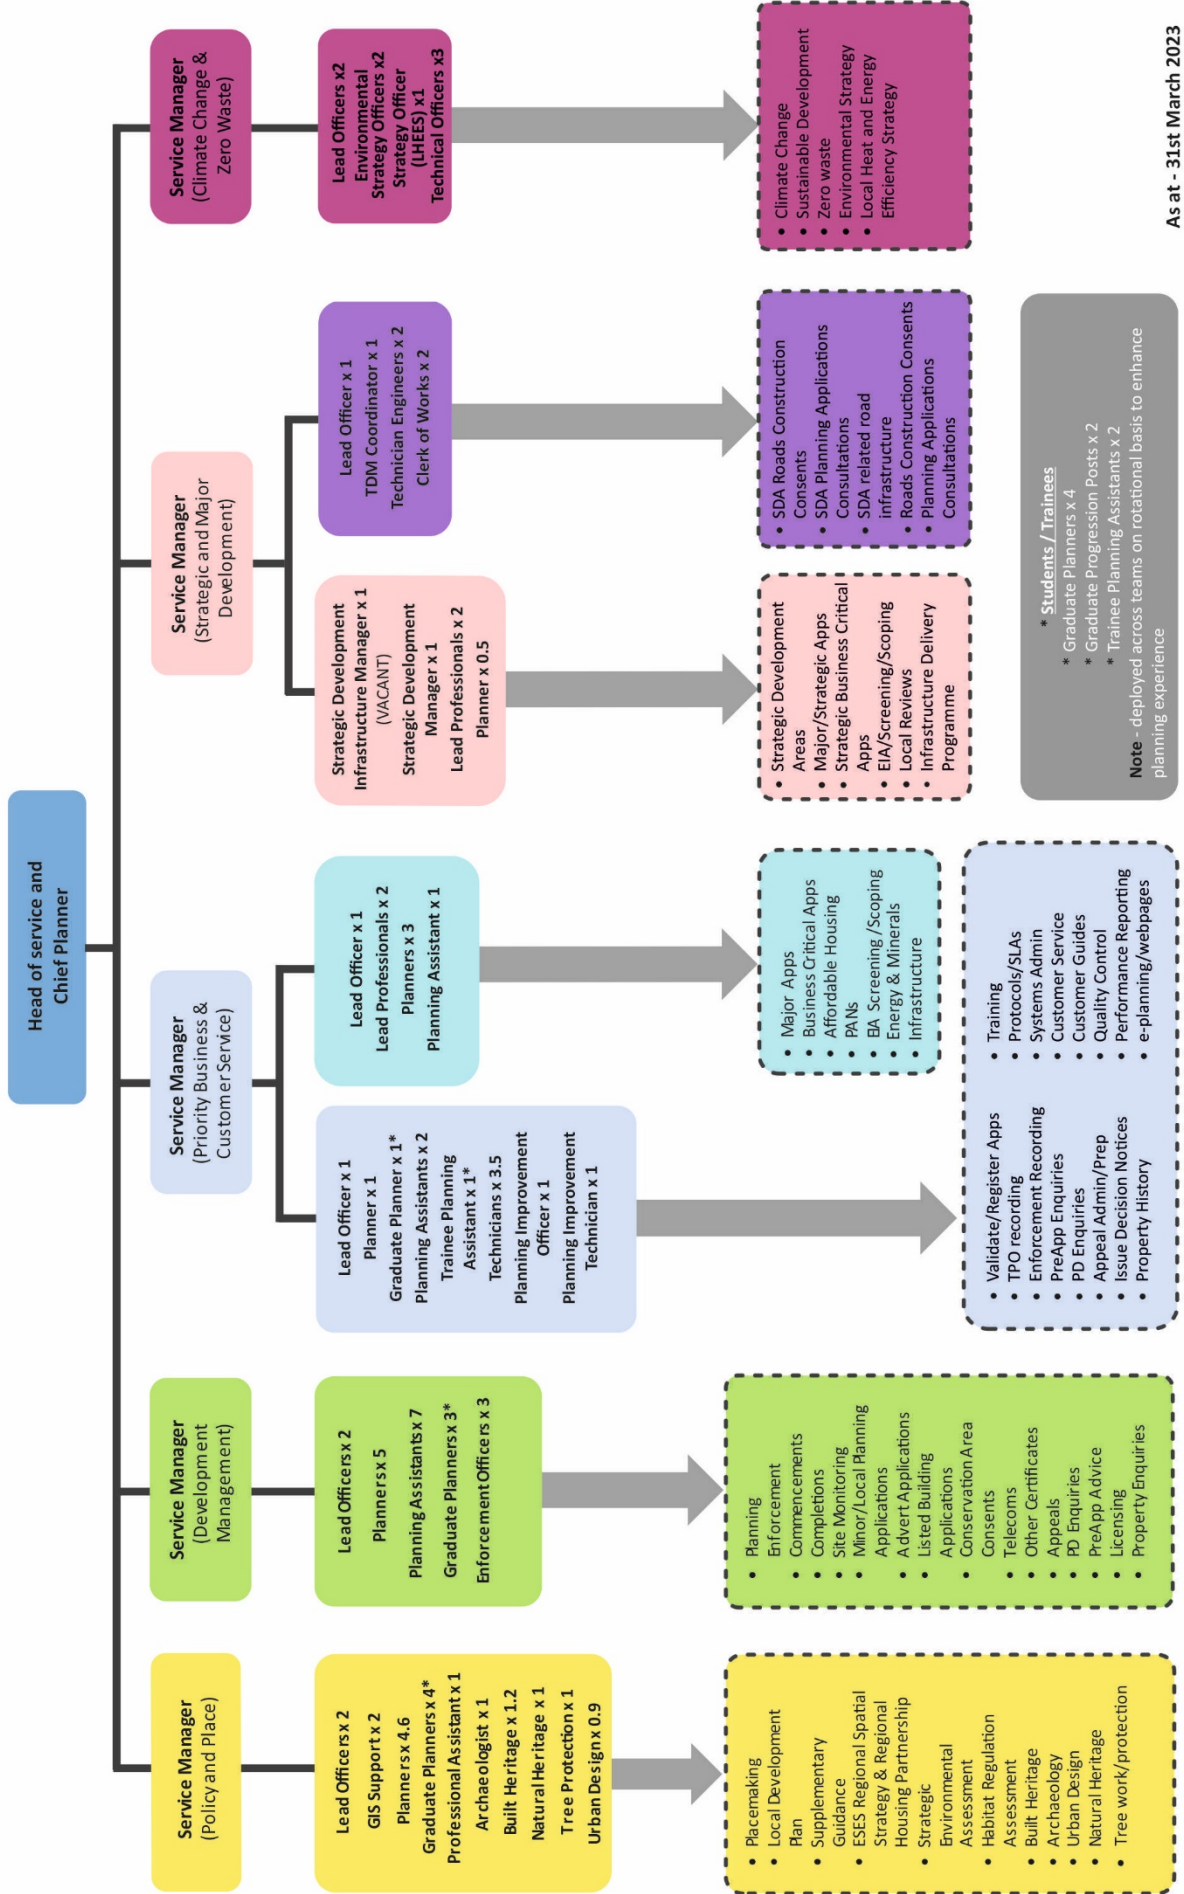 Head of service and
Chief Planner
Service Manager
(Policy and Place)
Lead Officers x 2
GIS Support x 2
Planners x 4.6
Graduate Planners x 4*
Professional Assistant x 1
Archaeologist x 1
Built Heritage x 1.2
Natural Heritage x 1
Tree Protection x 1
Urban Design x 0.9
• Placemaking
• Local Development
Plan
• Supplementary
Guidance
• ESES Regional Spatial
Strategy & Regional
Housing Partnership
• Strategic
Environmental
Assessment
• Habitat Regulation
Assessment
• Built Heritage
• Archaeology
• Urban Design
• Natural Heritage
• Tree work/protection
Service Manager
(Development
Management)
Lead Officers x 2
Planners x 5
Planning Assistants x 7
Graduate Planners x 3*
Enforcement Officers x 3
• Planning
Enforcement
• Commencements
• Completions
• Site Monitoring
• Minor/Local Planning
Applications
• Advert Applications
• Listed Building
Applications
• Conservation Area
Consents
• Telecoms
• Other Certificates
• Appeals
• PD Enquiries
• PreApp Advice
• Licensing
• Property Enquiries
Service Manager
(Priority Business &
Customer Service)
Lead Officer x 1
Planner x 1
Graduate Planner x 1*
Planning Assistants x 2
Trainee Planning
Assistant x 1*
Technicians x 3.5
Planning Improvement
Officer x 1
Planning Improvement
Technician x 1
• Validate/Register Apps
• TPO recording
• Enforcement Recording
• PreApp Enquiries
• PD Enquiries
• Appeal Admin/Prep
• Issue Decision Notices
• Property History
• Training
• Protocols/SLAs
• Systems Admin
• Customer Service
• Customer Guides
• Quality Control
• Performance Reporting
• e-planning/webpages
Lead Officer x 1
Lead Professionals x 2
Planners x 3
Planning Assistant x 1
• Major Apps
• Business Critical Apps
• Affordable Housing
• PANs
• EIA Screening /Scoping
• Energy & Minerals
• Infrastructure
Service Manager
(Strategic and Major
Development)
Strategic Development
Infrastructure Manager x 1
(VACANT)
Strategic Development
Manager x 1
Lead Professionals x 2
Planner x 0.5
• Strategic Development
Areas
• Major/Strategic Apps
• Strategic Business Critical
Apps
• EIA/Screening/Scoping
• Local Reviews
• Infrastructure Delivery
Programme
Lead Officer x 1
TDM Coordinator x 1
Technician Engineers x 2
Clerk of Works x 2
• SDA Roads Construction
Consents
• SDA Planning Applications
Consultations
• SDA related road
infrastructure
• Roads Construction Consents
• Planning Applications
Consultations
Service Manager
(Climate Change &
Zero Waste)
Lead Officers x2
Environmental
Strategy Officers x2
Strategy Officer
(LHEES) x1
Technical Officers x3
• Climate Change
• Sustainable Development
• Zero waste
• Environmental Strategy
• Local Heat and Energy
Efficiency Strategy
* Students / Trainees
* Graduate Planners x 4
* Graduate Progression Posts x 2
* Trainee Planning Assistants x 2
Note - deployed across teams on rotational basis to enhance
planning experience
As at - 31st March 2023